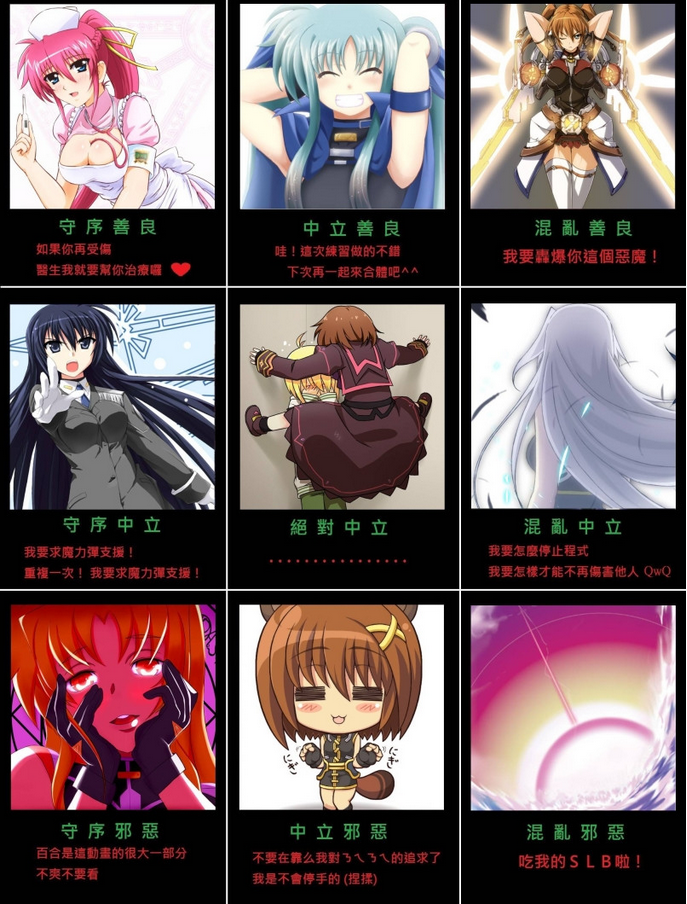 守序善良
如果你再受傷
醫生我就要幫你治療囉
中立善良
哇！這次練習做的不錯
下次再一起來合體吧^^
混亂善良
我要轟爆你這個惡魔！
守序中立
我要求魔力彈支援！
重複一次！ 我要求魔力彈支援！
絕對中立
................
混亂中立
我要怎麼停止程式
我要怎樣才能不再傷害他人 QwQ
守序邪惡
百合是這動畫的很大一部分
不爽不要看
にぎ
にぎ
中立邪惡
不要在靠么我對ㄋㄟㄋㄟ的追求了
我是不會停手的 (捏揉)
混亂邪惡
吃我的ＳＬＢ啦！